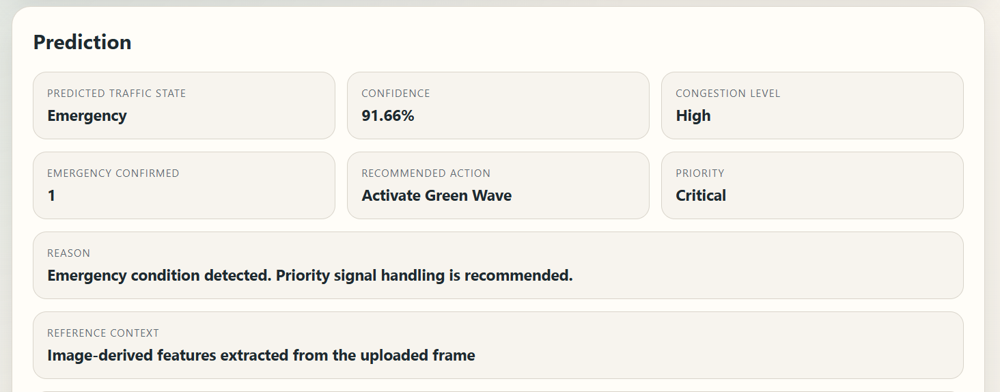 Prediction
PREDICTED TRAFFIC STATE
Emergency
CONFIDENCE
91.66%
CONGESTION LEVEL
High
EMERGENCY CONFIRMED
1
RECOMMENDED ACTION
Activate Green Wave
PRIORITY
Critical
REASON
Emergency condition detected. Priority signal handling is recommended.
REFERENCE CONTEXT
Image-derived features extracted from the uploaded frame